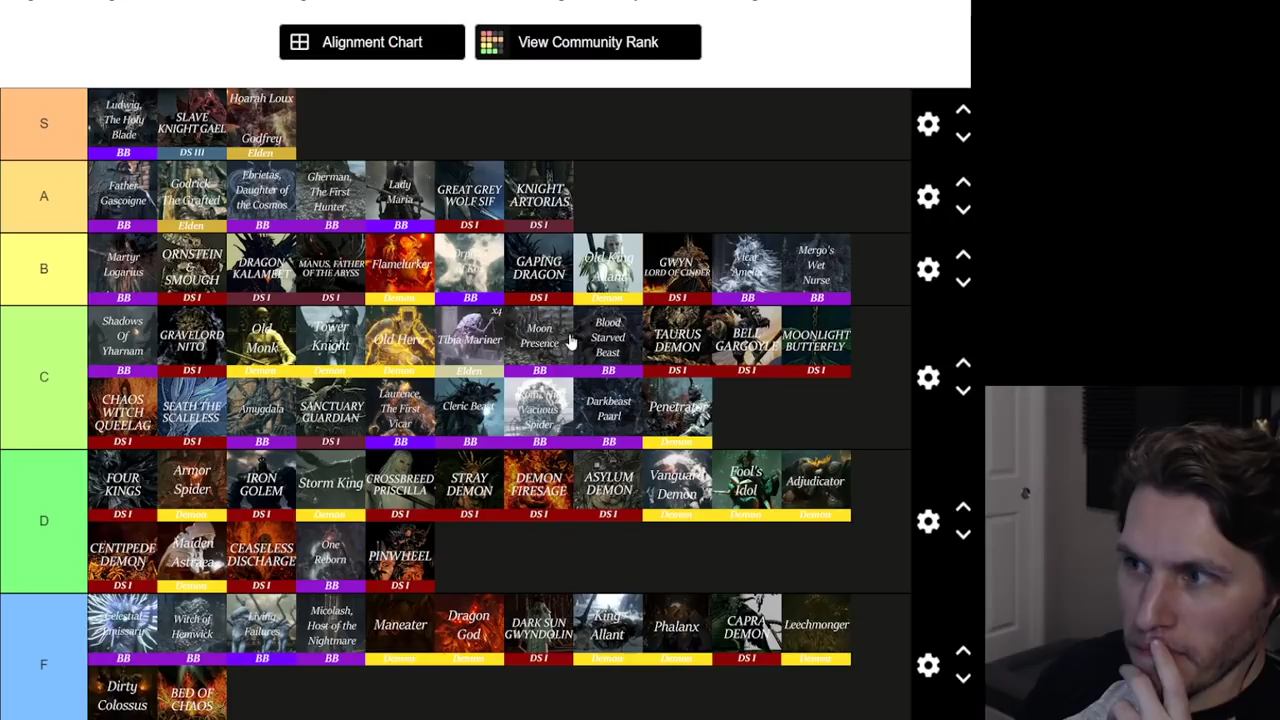 Alignment Chart
View Community Rank
S
Ludwig,
The Holy
Blade
BB
SLAVE
KNIGHT GAEL
DS III
Hoarah Loux
Godfrey
Elden
A
Father
Gascoigne
BB
Godrick
The Grafted
Elden
Ebrietas,
Daughter of
the Cosmos
BB
Gherman,
The First
Hunter
BB
Lady
Maria
BB
GREAT GREY
WOLF SIF
DS I
KNIGHT
ARTORIAS
DS I
B
Martyr
Logarius
BB
ORNSTEIN
&
SMOUGH
DS I
DRAGON
KALAMEET
DS I
MANUS, FATHER
OF THE ABYSS
DS I
Flamelurker
Demon
BB
GAPING
DRAGON
DS I
Old King
Allant
Demon
GWYN
LORD OF CINDER
DS I
Vicar
Amelia
BB
Mergo's
Wet
Nurse
BB
C
Shadows
Of
Yharnam
BB
GRAVELORD
NITO
DS I
Old
Monk
Demon
Tower
Knight
Demon
Old Hero
Demon
x4
Tibia Mariner
Elden
Moon
Presence
BB
Blood
Starved
Beast
BB
TAURUS
DEMON
DS I
BELL
GARGOYLE
DS I
MOONLIGHT
BUTTERFLY
DS I
CHAOS
WITCH
QUEELAG
DS I
SEATH THE
SCALELESS
DS I
Amygdala
BB
SANCTUARY
GUARDIAN
DS I
Laurence,
The First
Vicar
BB
Cleric Beast
BB
Vacuous
Spider
BB
Darkbeast
Paarl
BB
Penetrator
Demon
D
FOUR
KINGS
DS I
Armor
Spider
Demon
IRON
GOLEM
DS I
Storm King
Demon
CROSSBREED
PRISCILLA
DS I
STRAY
DEMON
DS I
DEMON
FIRESAGE
DS I
ASYLUM
DEMON
DS I
Vanguard
Demon
Demon
Fool's
Idol
Demon
Adjudicator
Demon
CENTIPEDE
DEMON
DS I
Maiden
Astraea
Demon
CEASELESS
DISCHARGE
DS I
One
Reborn
BB
PINWHEEL
DS I
F
Celestial
Emissary
BB
Witch of
Hemwick
BB
Living
Failures
BB
Micolash,
Host of the
Nightmare
BB
Maneater
Demon
Dragon
God
Demon
DARK SUN
GWYNDOLIN
DS I
King
Allant
Demon
Phalanx
Demon
CAPRA
DEMON
DS I
Leechmonger
Demon
Dirty
Colossus
BED OF
CHAOS